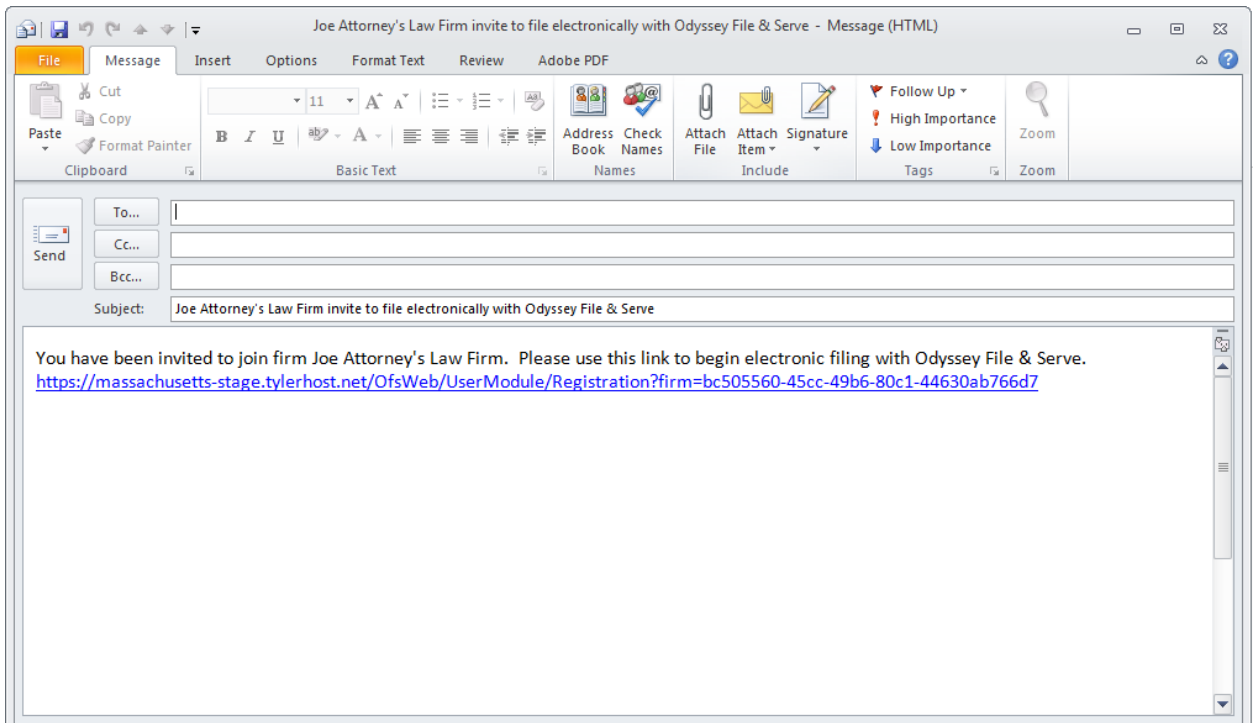 Joe Attorney's Law Firm invite to file electronically with Odyssey File & Serve - Message (HTML)
File Message Insert Options Format Text Review Adobe PDF
Paste
Cut
Copy
Format Painter
Clipboard
11
B I U
Basic Text
Address Book
Check Names
Names
Attach File
Attach Item
Signature
Include
Follow Up
High Importance
Low Importance
Tags
Zoom
Zoom
Send
To...
Cc...
Bcc...
Subject: Joe Attorney's Law Firm invite to file electronically with Odyssey File & Serve
You have been invited to join firm Joe Attorney's Law Firm.  Please use this link to begin electronic filing with Odyssey File & Serve.
https://massachusetts-stage.tylerhost.net/OfsWeb/UserModule/Registration?firm=bc505560-45cc-49b6-80c1-44630ab766d7